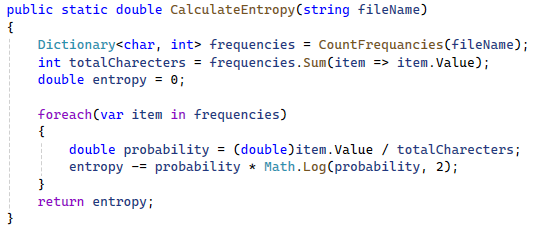 public static double CalculateEntropy(string fileName)
{
    Dictionary<char, int> frequencies = CountFrequancies(fileName);
    int totalCharecters = frequencies.Sum(item => item.Value);
    double entropy = 0;

    foreach(var item in frequencies)
    {
        double probability = (double)item.Value / totalCharecters;
        entropy -= probability * Math.Log(probability, 2);
    }
    return entropy;
}